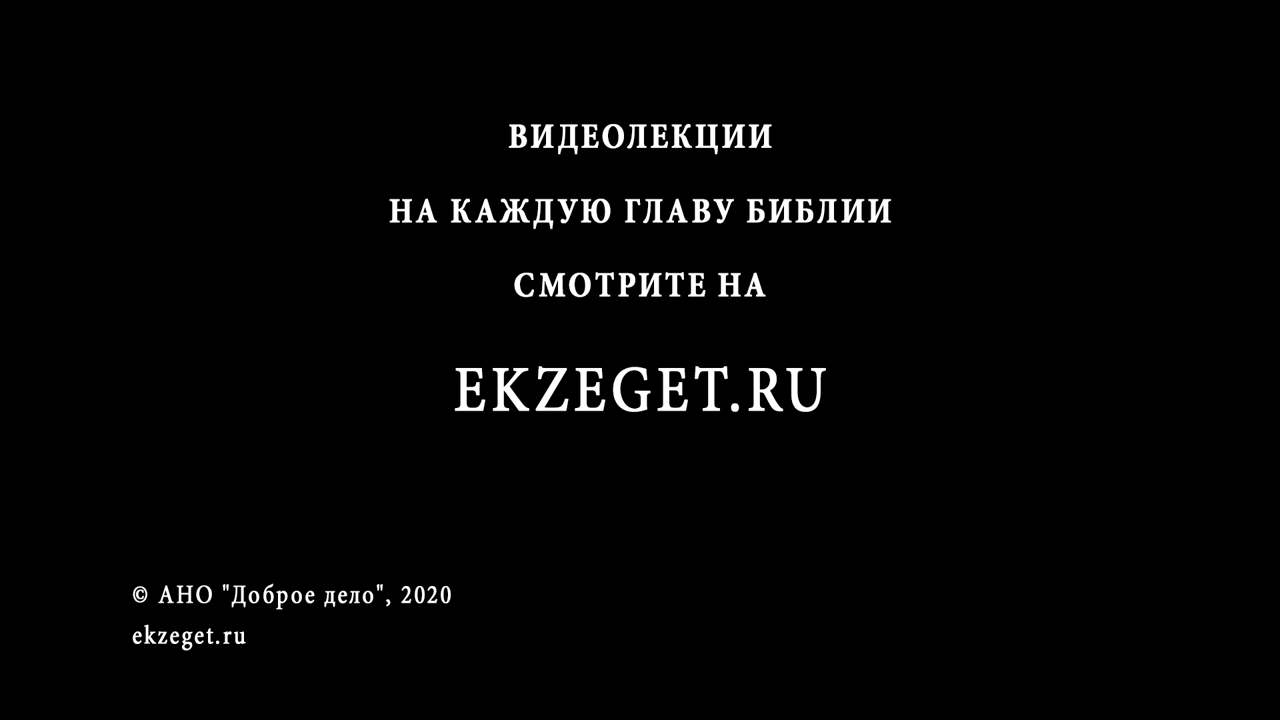 ВИДЕОЛЕКЦИИ
НА КАЖДУЮ ГЛАВУ БИБЛИИ
СМОТРИТЕ НА
EKZEGET.RU
© АНО "Доброе дело", 2020
ekzeget.ru